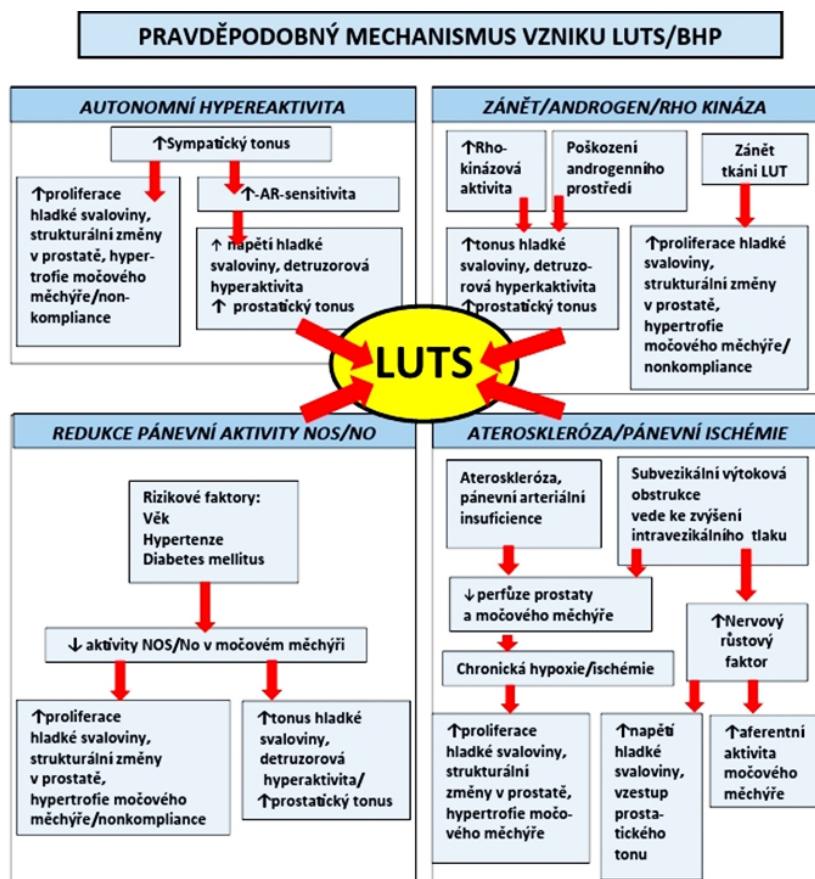 PRAVDĚPODOBNÝ MECHANISMUS VZNIKU LUTS/BHP
AUTONOMNÍ HYPEREAKTIVITA
↑Sympatický tonus
↑proliferace
hladké svaloviny,
strukturální změny
v prostatě, hyper-
trofie močového
měchýře/non-
kompliance
↑-AR-sensitivita
↑ napětí hladké
svaloviny, detruzorová
hyperaktivita
↑ prostatický tonus
ZÁNĚT/ANDROGEN/RHO KINÁZA
↑Rho-
kinázová
aktivita
Poškození
androgenního
prostředí
Zánět
tkáni LUT
↑tonus hladké
svaloviny, detruzo-
rová hyperkaktivita
↑prostatický tonus
↑proliferace hladké
svaloviny,
strukturální změny
v prostatě,
hypertrofie
močového měchýře/
nonkompliance
LUTS
REDUKCE PÁNEVNÍ AKTIVITY NOS/NO
Rizikové faktory:
Věk
Hypertenze
Diabetes mellitus
↓ aktivity NOS/No v močovém měchýři
↑proliferace
hladké svaloviny,
strukturální změny
v prostatě,
hypertrofie močového
měchýře/nonkompliance
↑tonus hladké
svaloviny,
detruzorová
hyperaktivita/
↑prostatický tonus
ATEROSKLERÓZA/PÁNEVNÍ ISCHÉMIE
Ateroskleróza,
pánevní arteriální
insuficience
Subvezikální výtoková
obstrukce
vede ke zvýšení
intravezikálního tlaku
↓ perfůze prostaty
a močového měchýře
Chronická hypoxie/ischémie
↑Nervový
růstový
faktor
↑proliferace
hladké svaloviny,
strukturální
změny v prostatě,
hypertrofie močo-
vého měchýře
↑napětí
hladké
svaloviny,
vzestup
prosta-
tického
tonu
↑aferentní
aktivita
močového
měchýře